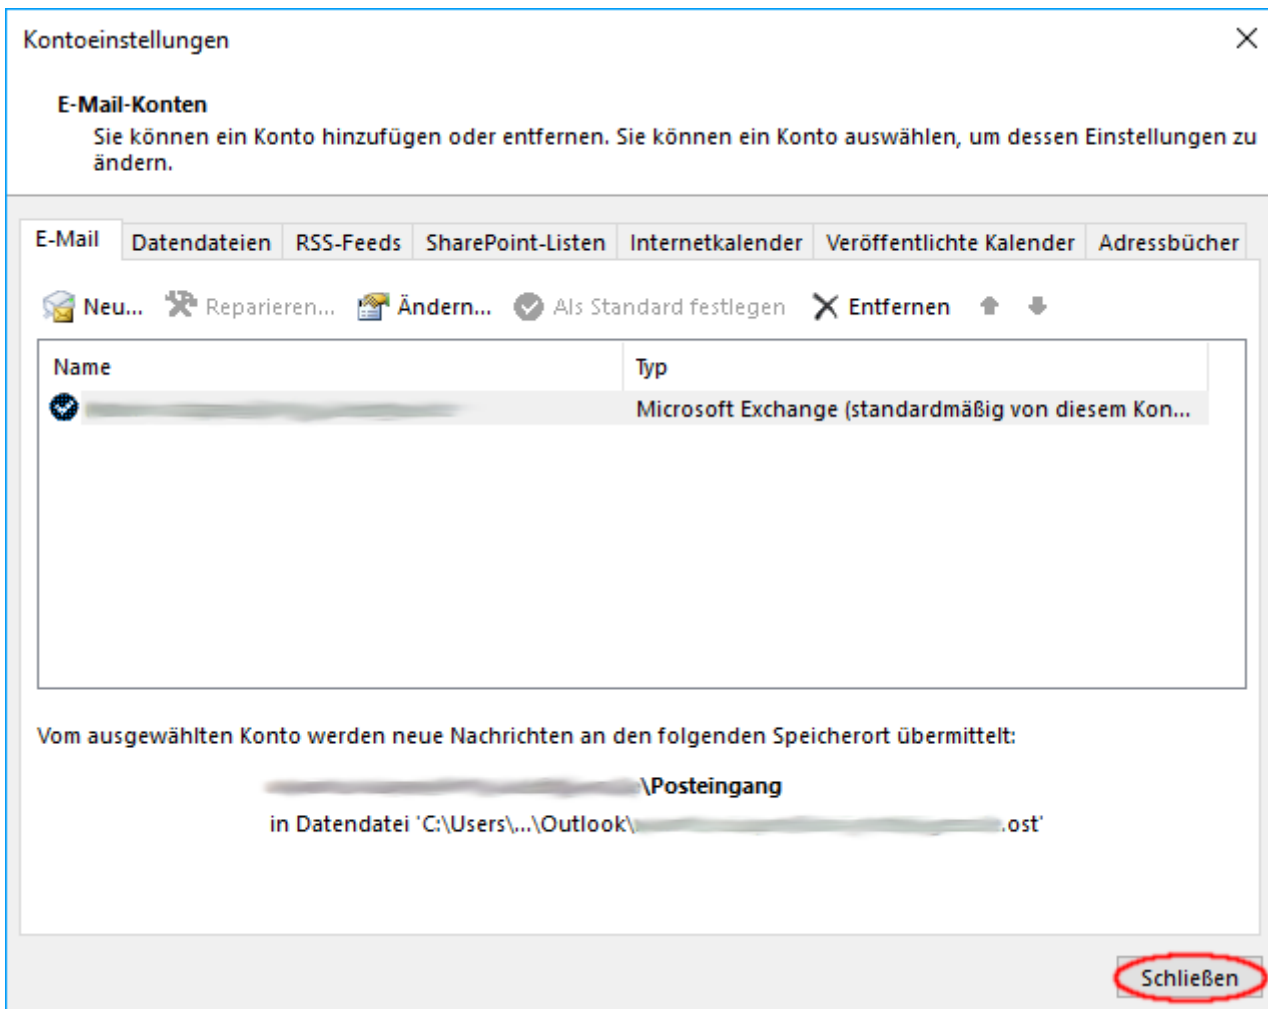 Kontoeinstellungen
E-Mail-Konten
Sie können ein Konto hinzufügen oder entfernen. Sie können ein Konto auswählen, um dessen Einstellungen zu
ändern.
E-Mail Datendateien RSS-Feeds SharePoint-Listen Internetkalender Veröffentlichte Kalender Adressbücher
Neu... Reparieren... Ändern... Als Standard festlegen Entfernen
Name Typ
Microsoft Exchange (standardmäßig von diesem Kon...
Vom ausgewählten Konto werden neue Nachrichten an den folgenden Speicherort übermittelt:
\Posteingang
in Datendatei 'C:\Users\...\Outlook\ .ost'
Schließen